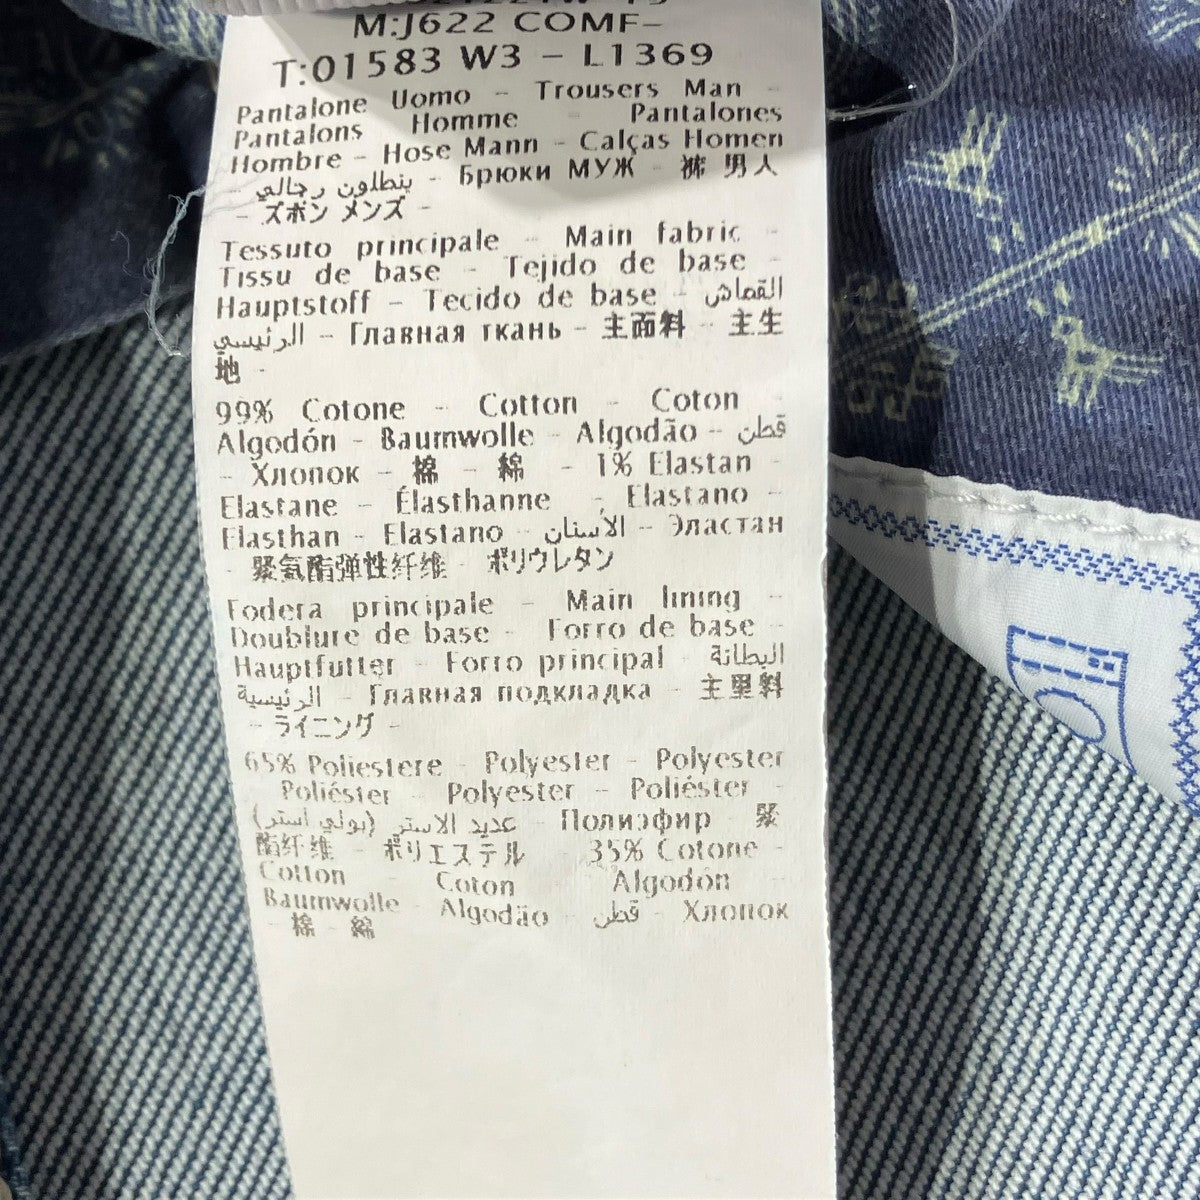 M:J622 COMF-
T:01583 W3 - L1369
Pantalone Uomo - Trousers Man -
Pantalons Homme - Pantalones
Hombre - Hose Mann - Calças Homen
- بنطلون رجالي - Брюки МУЖ - 裤 男人
- ズボン メンズ -
Tessuto principale - Main fabric -
Tissu de base - Tejido de base -
Hauptstoff - Tecido de base - القماش
الرئيسي - Главная ткань - 主面料 - 主生
地 -
99% Cotone - Cotton - Coton
Algodón - Baumwolle - Algodão - قطن
- Хлопок - 棉 - 綿 - 1% Elastan -
Elastane - Élasthanne - Elastano -
Elasthan - Elastano - الاستان - Эластан
- 聚氨酯弹性纤维 - ポリウレタン
Fodera principale - Main lining -
Doublure de base - Forro de base -
Hauptfutter - Forro principal - البطانة
الرئيسية - Главная подкладка - 主里料
- ライニング -
65% Poliestere - Polyester - Polyester
Poliéster - Polyester - Poliéster -
عديد الاستر (بولي استر) - Полиэфир 聚
酯纤维 - ポリエステル 35% Cotone -
Cotton - Coton - Algodón -
Baumwolle - Algodão - قطن - Хлопок
- 棉 - 綿